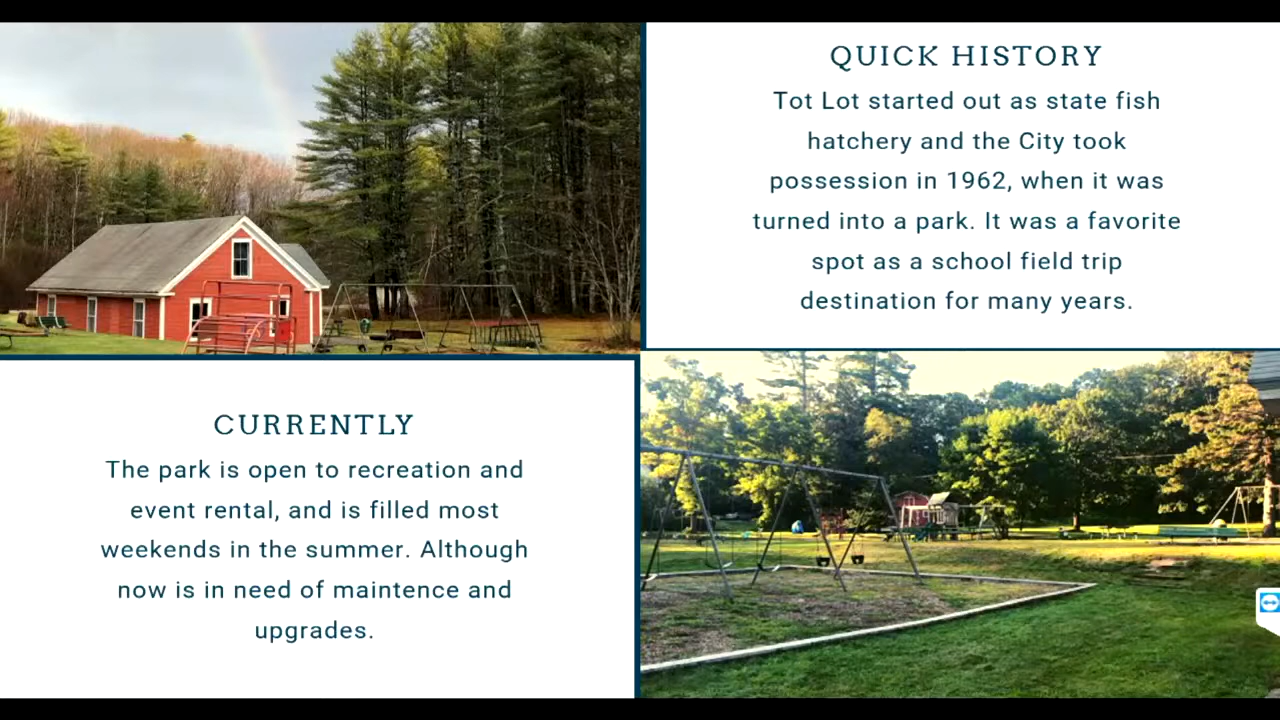 QUICK HISTORY
Tot Lot started out as state fish
hatchery and the City took
possession in 1962, when it was
turned into a park. It was a favorite
spot as a school field trip
destination for many years.
CURRENTLY
The park is open to recreation and
event rental, and is filled most
weekends in the summer. Although
now is in need of maintence and
upgrades.